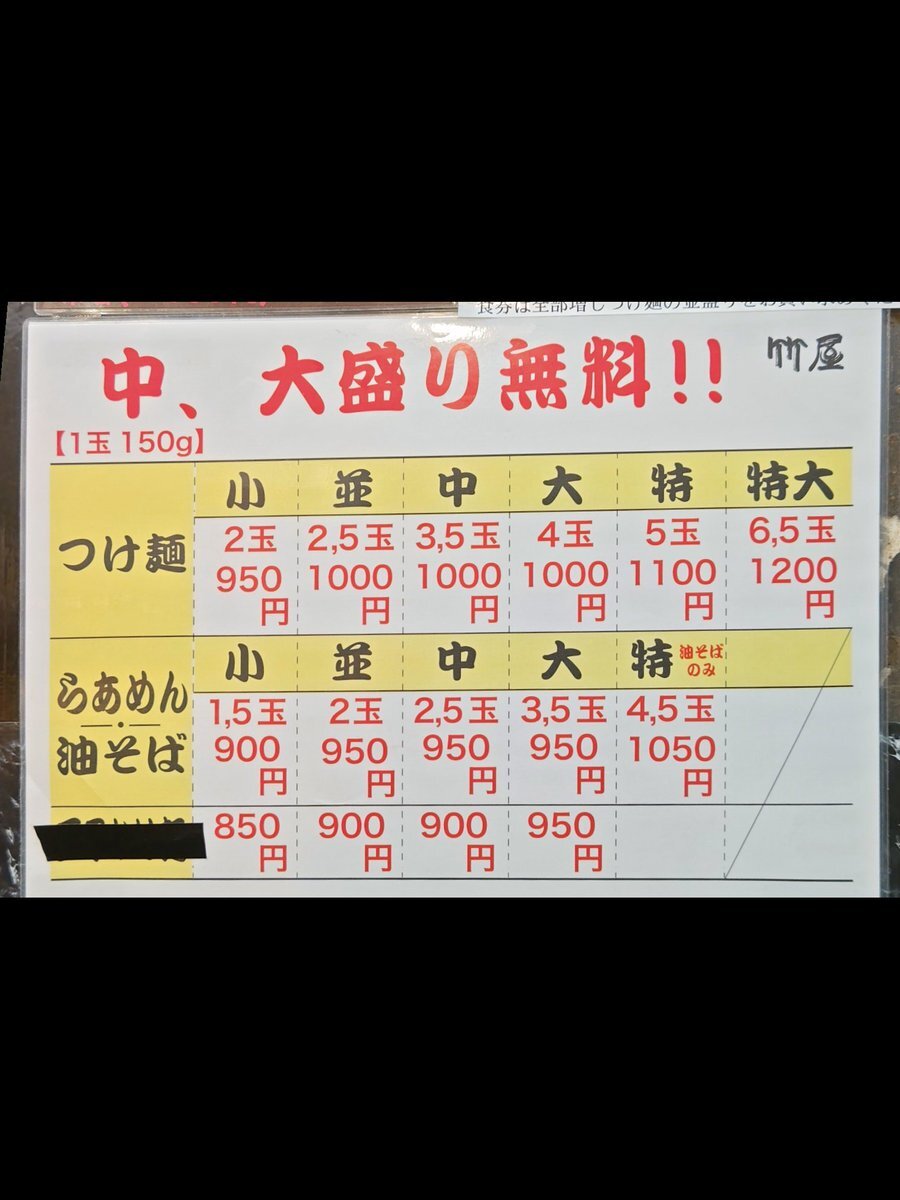 中、大盛り無料!!
竹屋
【1玉 150g】
小 並 中 大 特 特大
つけ麺
2玉 2,5玉 3,5玉 4玉 5玉 6,5玉
950円 1000円 1000円 1000円 1100円 1200円
小 並 中 大 特 油そばのみ
らあめん・油そば
1,5玉 2玉 2,5玉 3,5玉 4,5玉
900円 950円 950円 950円 1050円
850円 900円 900円 950円